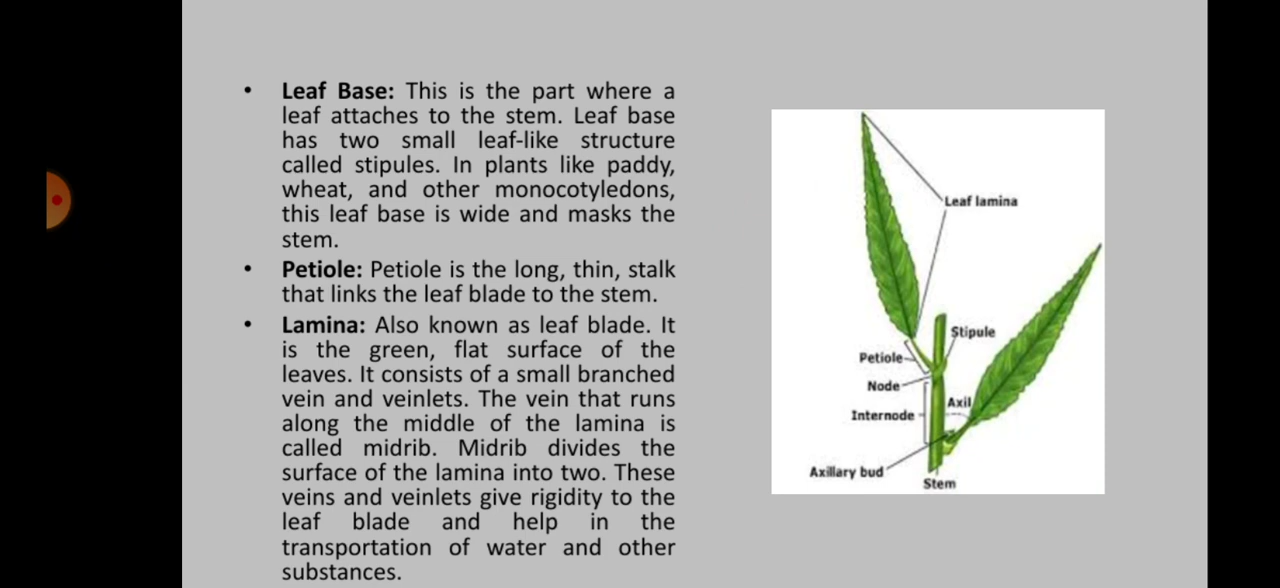 • Leaf Base: This is the part where a
leaf attaches to the stem. Leaf base
has two small leaf-like structure
called stipules. In plants like paddy,
wheat, and other monocotyledons,
this leaf base is wide and masks the
stem.
• Petiole: Petiole is the long, thin, stalk
that links the leaf blade to the stem.
• Lamina: Also known as leaf blade. It
is the green, flat surface of the
leaves. It consists of a small branched
vein and veinlets. The vein that runs
along the middle of the lamina is
called midrib. Midrib divides the
surface of the lamina into two. These
veins and veinlets give rigidity to the
leaf blade and help in the
transportation of water and other
substances.
Leaf lamina
Stipule
Petiole
Node
Axil
Internode
Axillary bud
Stem